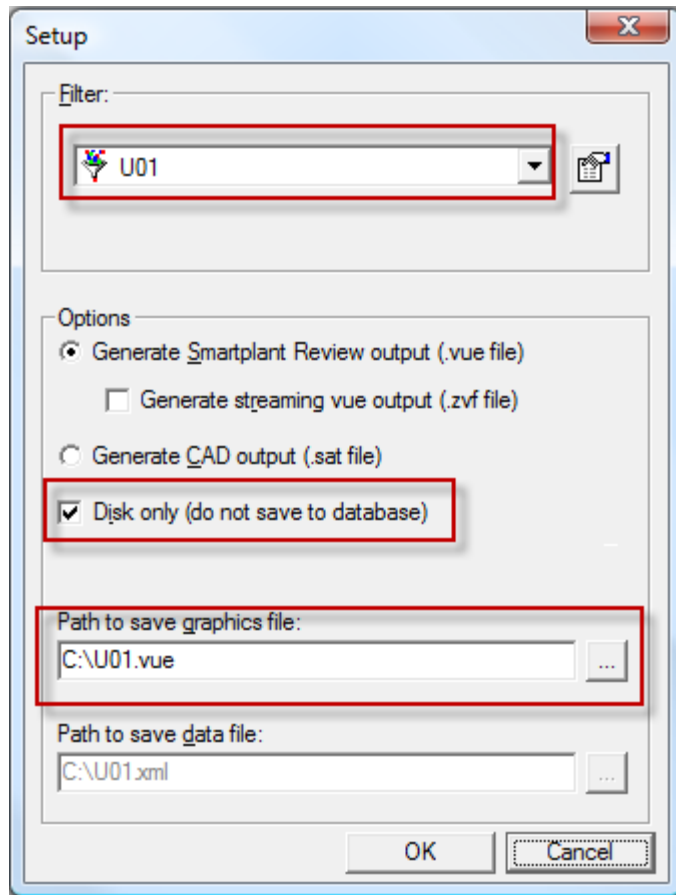 Setup
Filter:
U01
Options
Generate Smartplant Review output (.vue file)
Generate streaming vue output (.zvf file)
Generate CAD output (.sat file)
Disk only (do not save to database)
Path to save graphics file:
C:\U01.vue
...
Path to save data file:
C:\U01.xml
...
OK
Cancel